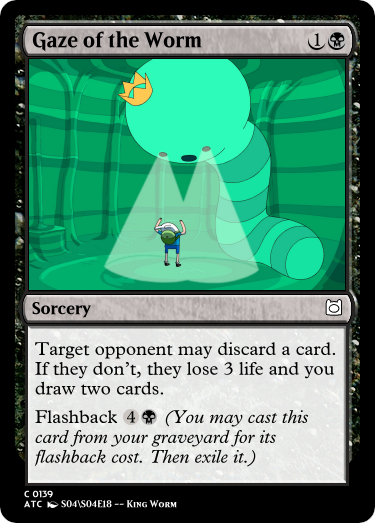 Gaze of the Worm 1
Sorcery
Target opponent may discard a card.
If they don't, they lose 3 life and you
draw two cards.
Flashback 4 (You may cast this
card from your graveyard for its
flashback cost. Then exile it.)
C 0139
ATC S04\S04E18 -- King Worm